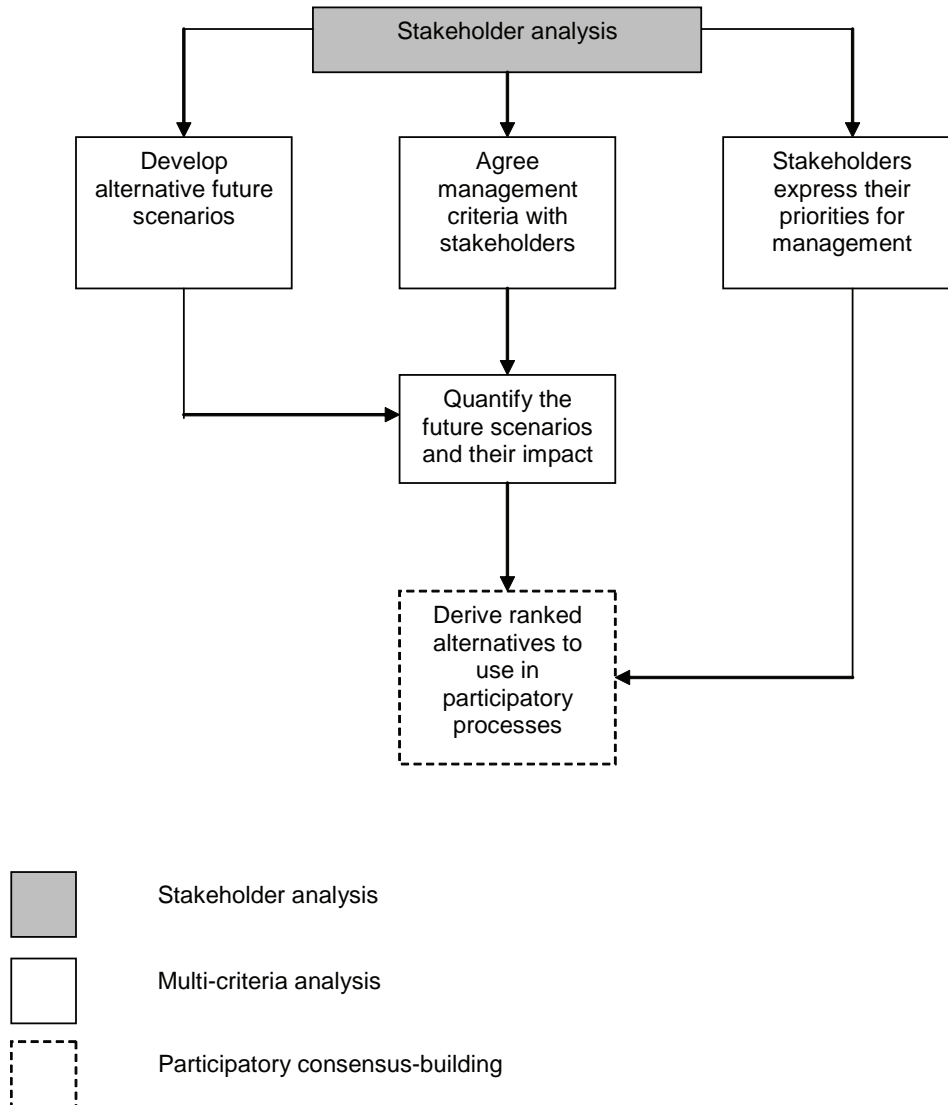 Stakeholder analysis
Develop
alternative future
scenarios
Agree
management
criteria with
stakeholders
Stakeholders
express their
priorities for
management
Quantify the
future scenarios
and their impact
Derive ranked
alternatives to
use in
participatory
processes
Stakeholder analysis
Multi-criteria analysis
Participatory consensus-building